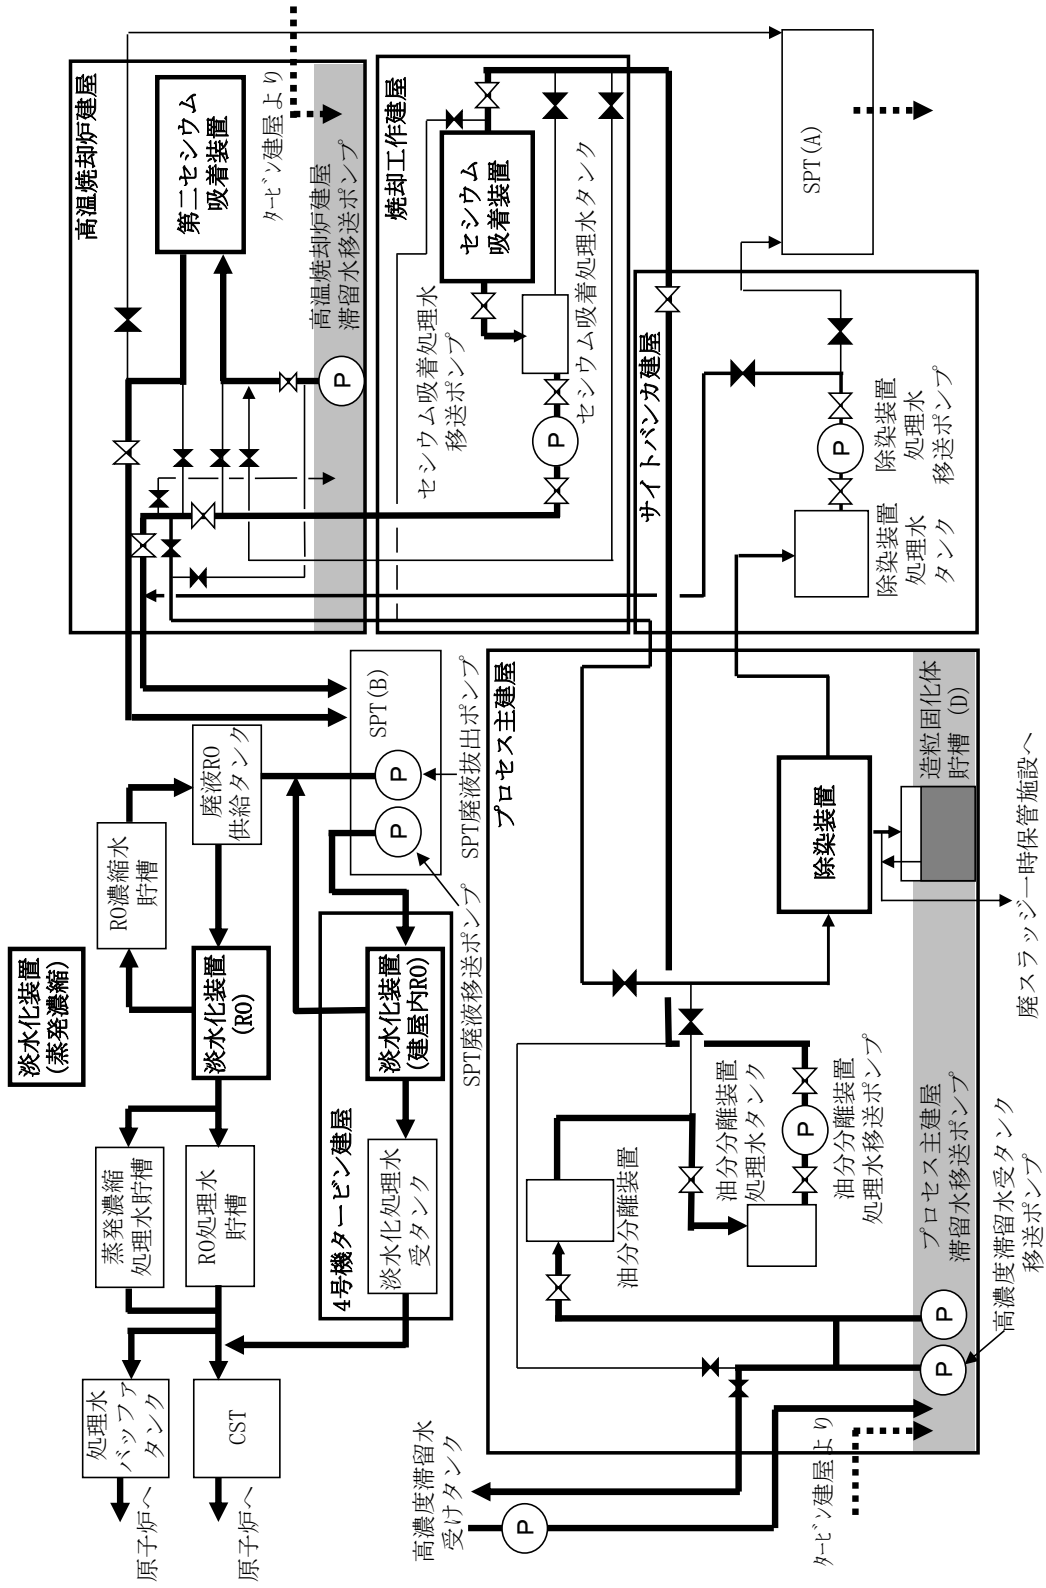 高温焼却炉建屋
第二セシウム
吸着装置
タービン建屋より
高温焼却炉建屋
滞留水移送ポンプ
P
焼却工作建屋
セシウム
吸着装置
セシウム吸着処理水タンク
セシウム吸着処理水
移送ポンプ
P
サイトバンカ建屋
P
除染装置
処理水
移送ポンプ
除染装置
処理水
タンク
SPT(A)
SPT(B)
P
P
SPT廃液抜出ポンプ
SPT廃液移送ポンプ
廃液RO
供給タンク
RO濃縮水
貯槽
淡水化装置
(蒸発濃縮)
淡水化装置
(RO)
淡水化装置
(建屋内RO)
4号機タービン建屋
淡水化処理水
受タンク
蒸発濃縮
処理水貯槽
RO処理水
貯槽
処理水
バッファ
タンク
CST
原子炉へ
原子炉へ
プロセス主建屋
除染装置
造粒固化体
貯槽 (D)
廃スラッジ一時保管施設へ
油分分離装置
油分分離装置
処理水タンク
P
油分分離装置
処理水移送ポンプ
プロセス主建屋
滞留水移送ポンプ
P
P
高濃度滞留水受タンク
移送ポンプ
高濃度滞留水
受けタンク
P
タービン建屋より